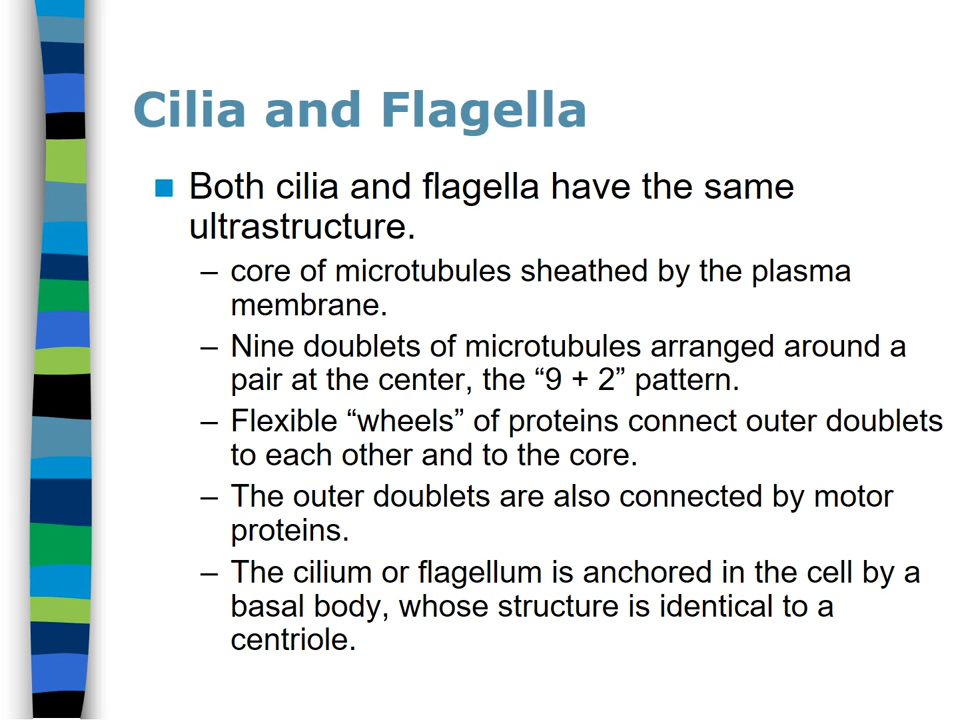 Cilia and Flagella
■ Both cilia and flagella have the same
ultrastructure.
– core of microtubules sheathed by the plasma
membrane.
– Nine doublets of microtubules arranged around a
pair at the center, the “9 + 2” pattern.
– Flexible “wheels” of proteins connect outer doublets
to each other and to the core.
– The outer doublets are also connected by motor
proteins.
– The cilium or flagellum is anchored in the cell by a
basal body, whose structure is identical to a
centriole.